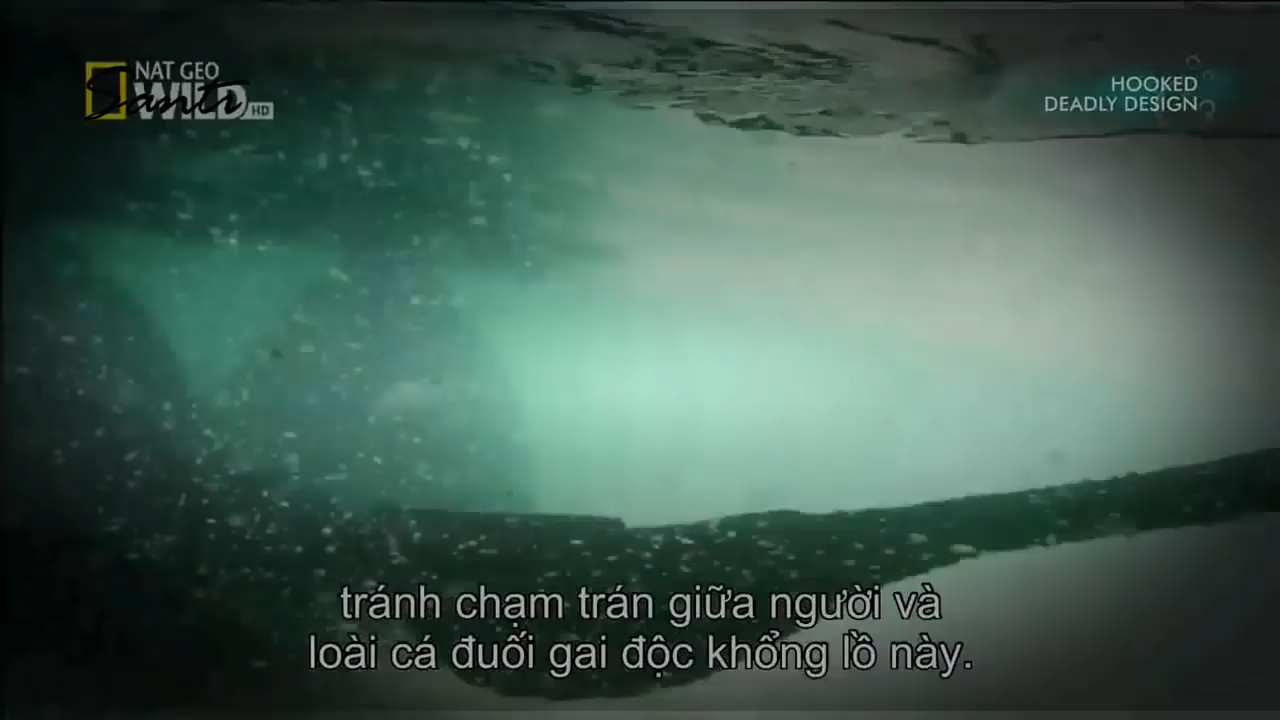 NAT GEO
WILD HD
Santi
HOOKED
DEADLY DESIGN
tránh chạm trán giữa người và
loài cá đuối gai độc khổng lồ này.